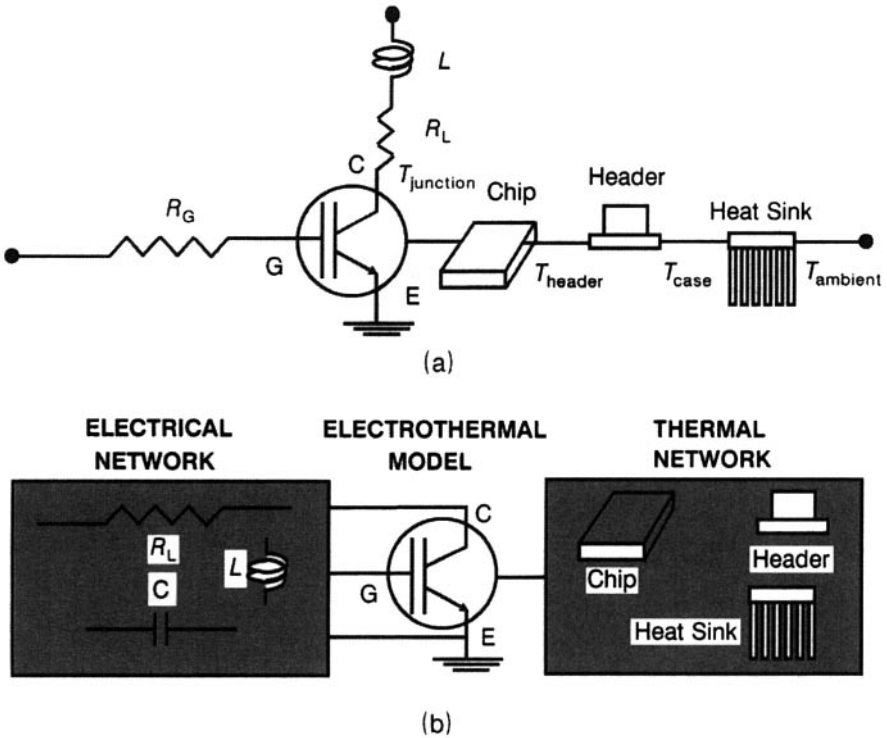 L
R_L
C
T_junction
Chip
Header
Heat Sink
R_G
G
E
T_header
T_case
T_ambient
(a)
ELECTRICAL NETWORK
ELECTROTHERMAL MODEL
THERMAL NETWORK
R_L
L
C
C
G
E
Chip
Header
Heat Sink
(b)